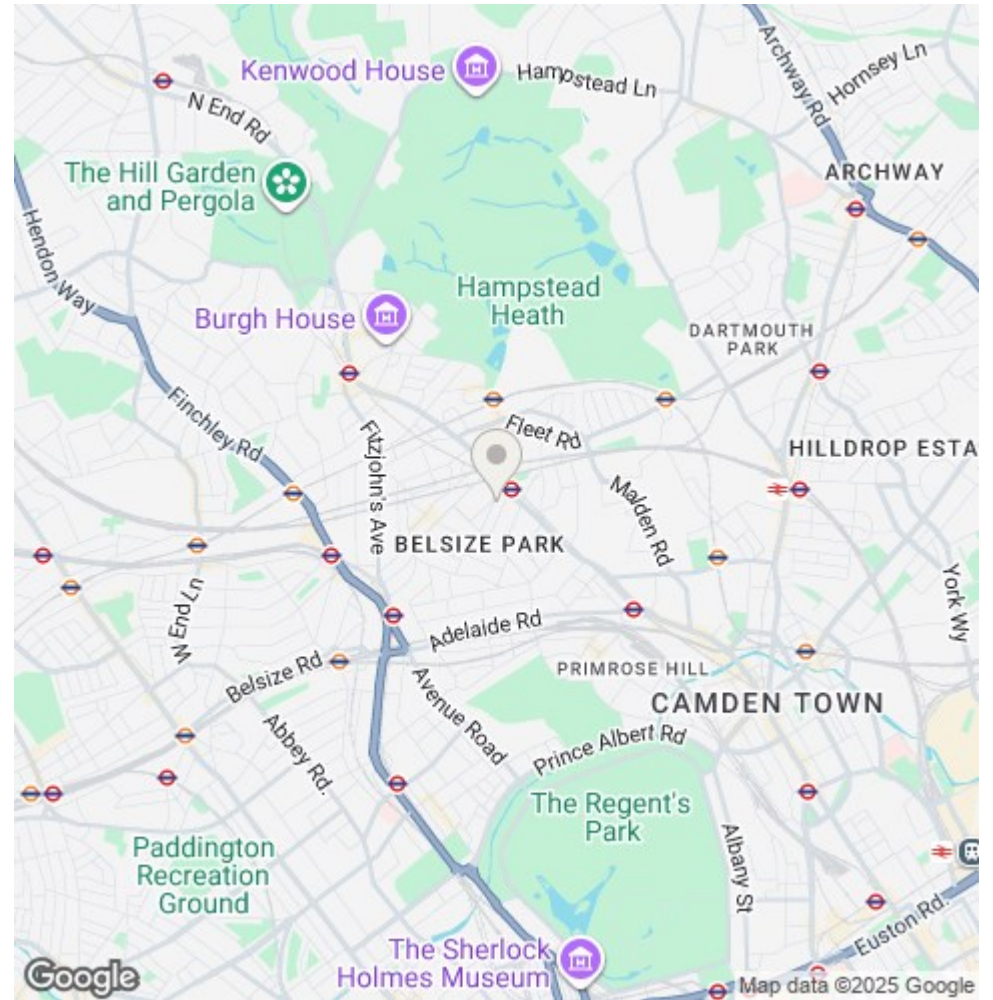 Kenwood House
Hampstead Ln
Archway Rd
Hornsey Ln
N End Rd
The Hill Garden
and Pergola
ARCHWAY
Hendon Way
Hampstead
Heath
Burgh House
DARTMOUTH
PARK
Finchley Rd
Fitzjohn's Ave
Fleet Rd
HILLDROP ESTA
Malden Rd
BELSIZE PARK
York Wy
W End Ln
Adelaide Rd
Belsize Rd
PRIMROSE HILL
Avenue Road
CAMDEN TOWN
Abbey Rd.
Prince Albert Rd
The Regent's
Park
Albany St
Paddington
Recreation
Ground
Euston Rd.
The Sherlock
Holmes Museum
Google
Map data ©2025 Google